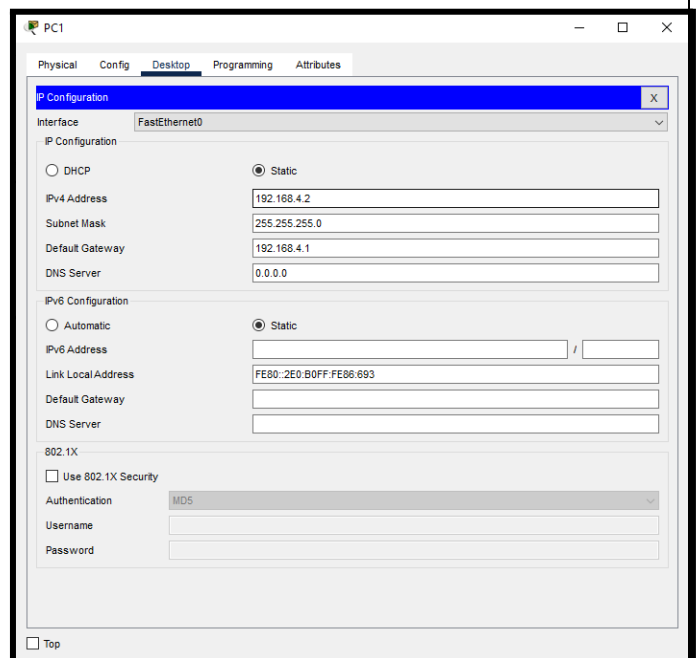 PC1
Physical Config Desktop Programming Attributes
IP Configuration X
Interface FastEthernet0
IP Configuration
DHCP Static
IPv4 Address 192.168.4.2
Subnet Mask 255.255.255.0
Default Gateway 192.168.4.1
DNS Server 0.0.0.0
IPv6 Configuration
Automatic Static
IPv6 Address /
Link Local Address FE80::2E0:B0FF:FE86:693
Default Gateway
DNS Server
802.1X
Use 802.1X Security
Authentication MD5
Username
Password
Top